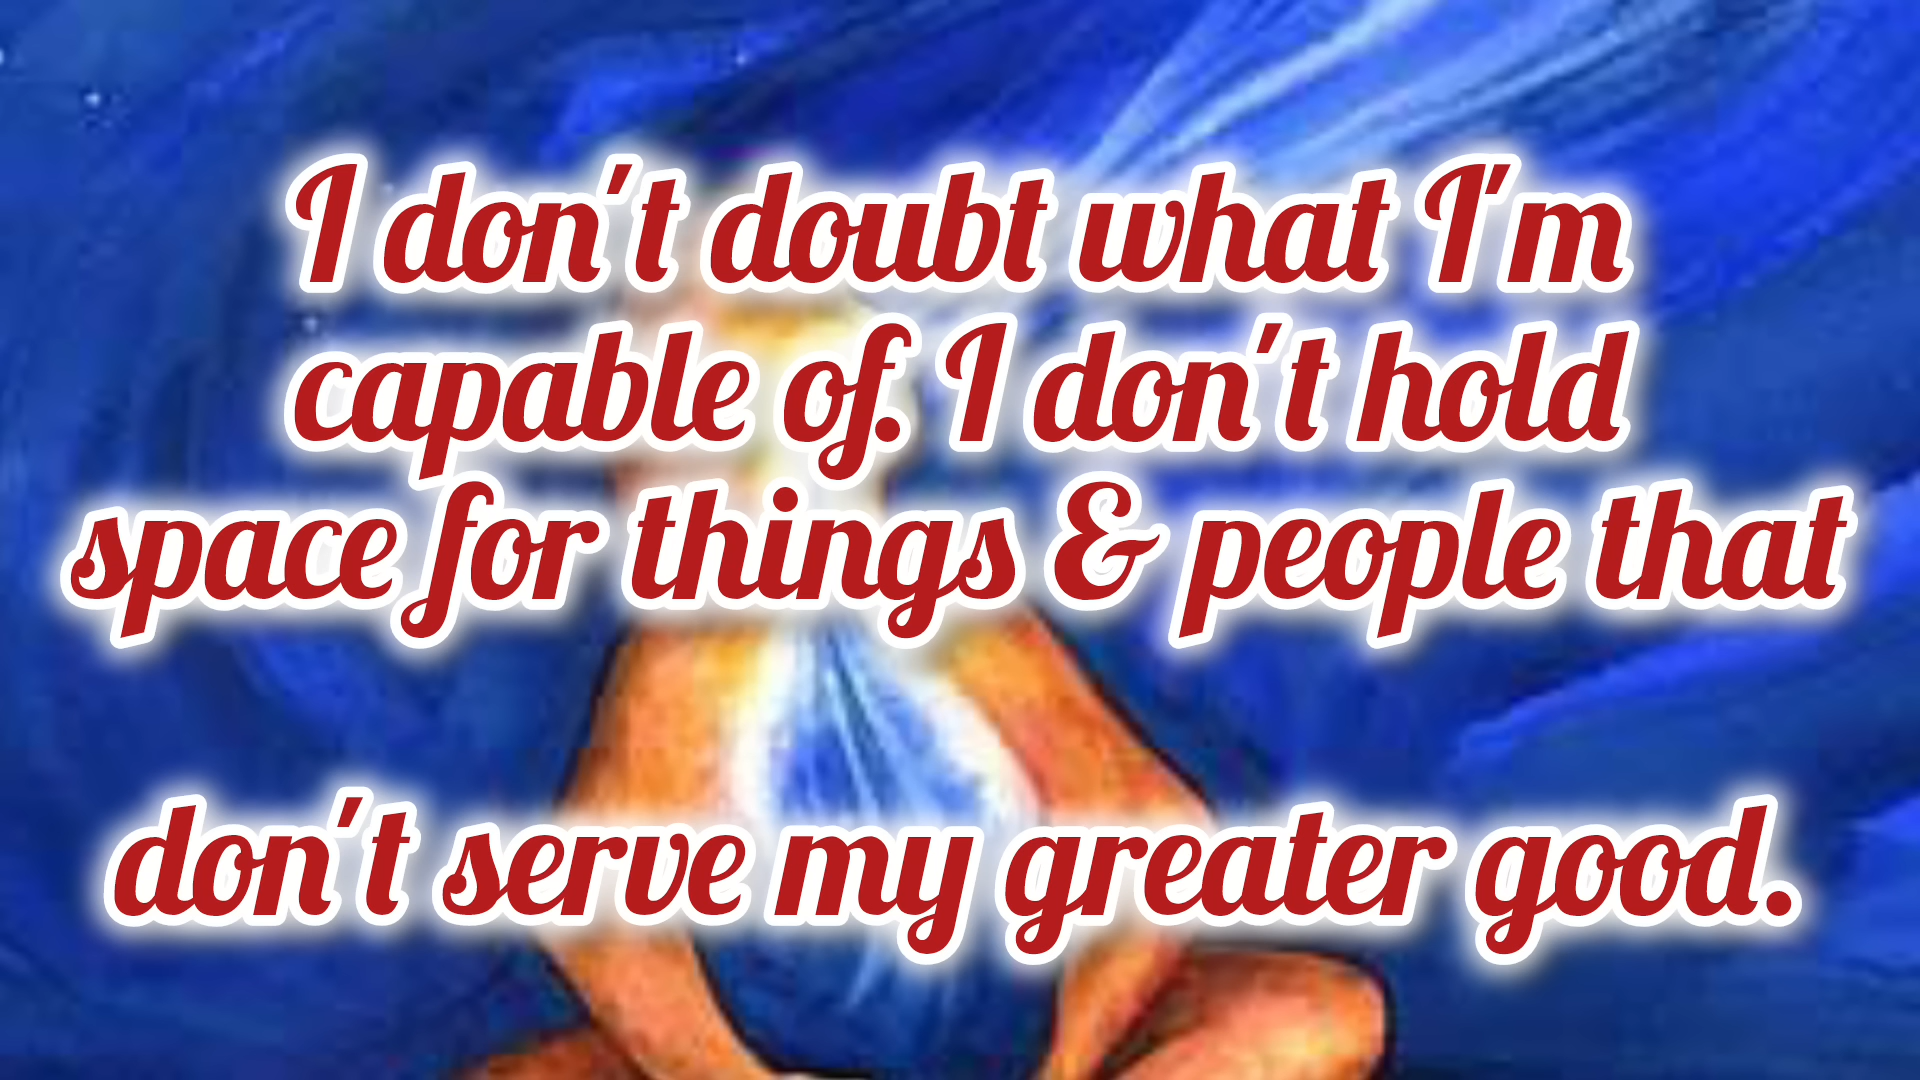 I don't doubt what I'm
capable of. I don't hold
space for things & people that
don't serve my greater good.